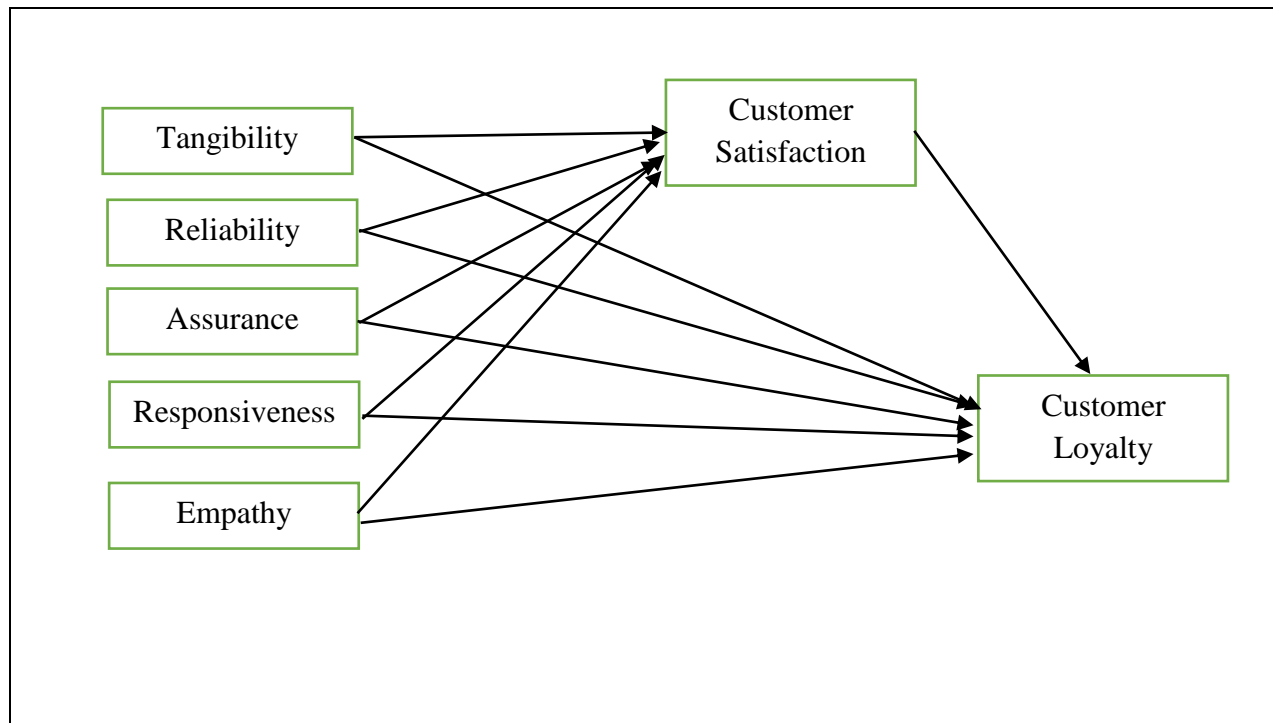 Tangibility
Reliability
Assurance
Responsiveness
Empathy
Customer
Satisfaction
Customer
Loyalty